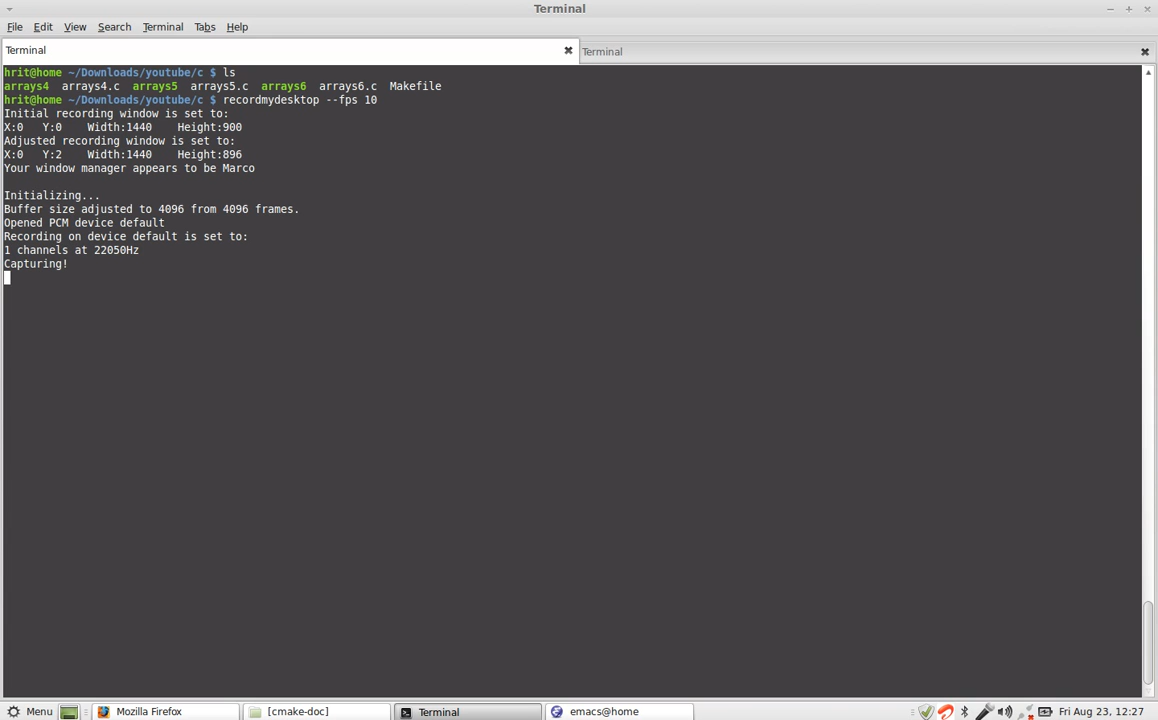 Terminal
File Edit View Search Terminal Tabs Help
Terminal
Terminal
hrit@home ~/Downloads/youtube/c $ ls
arrays4  arrays4.c  arrays5  arrays5.c  arrays6  arrays6.c  Makefile
hrit@home ~/Downloads/youtube/c $ recordmydesktop --fps 10
Initial recording window is set to:
X:0   Y:0    Width:1440    Height:900
Adjusted recording window is set to:
X:0   Y:2    Width:1440    Height:896
Your window manager appears to be Marco
Initializing...
Buffer size adjusted to 4096 from 4096 frames.
Opened PCM device default
Recording on device default is set to:
1 channels at 22050Hz
Capturing!
Menu Mozilla Firefox [cmake-doc] Terminal emacs@home Fri Aug 23, 12:27